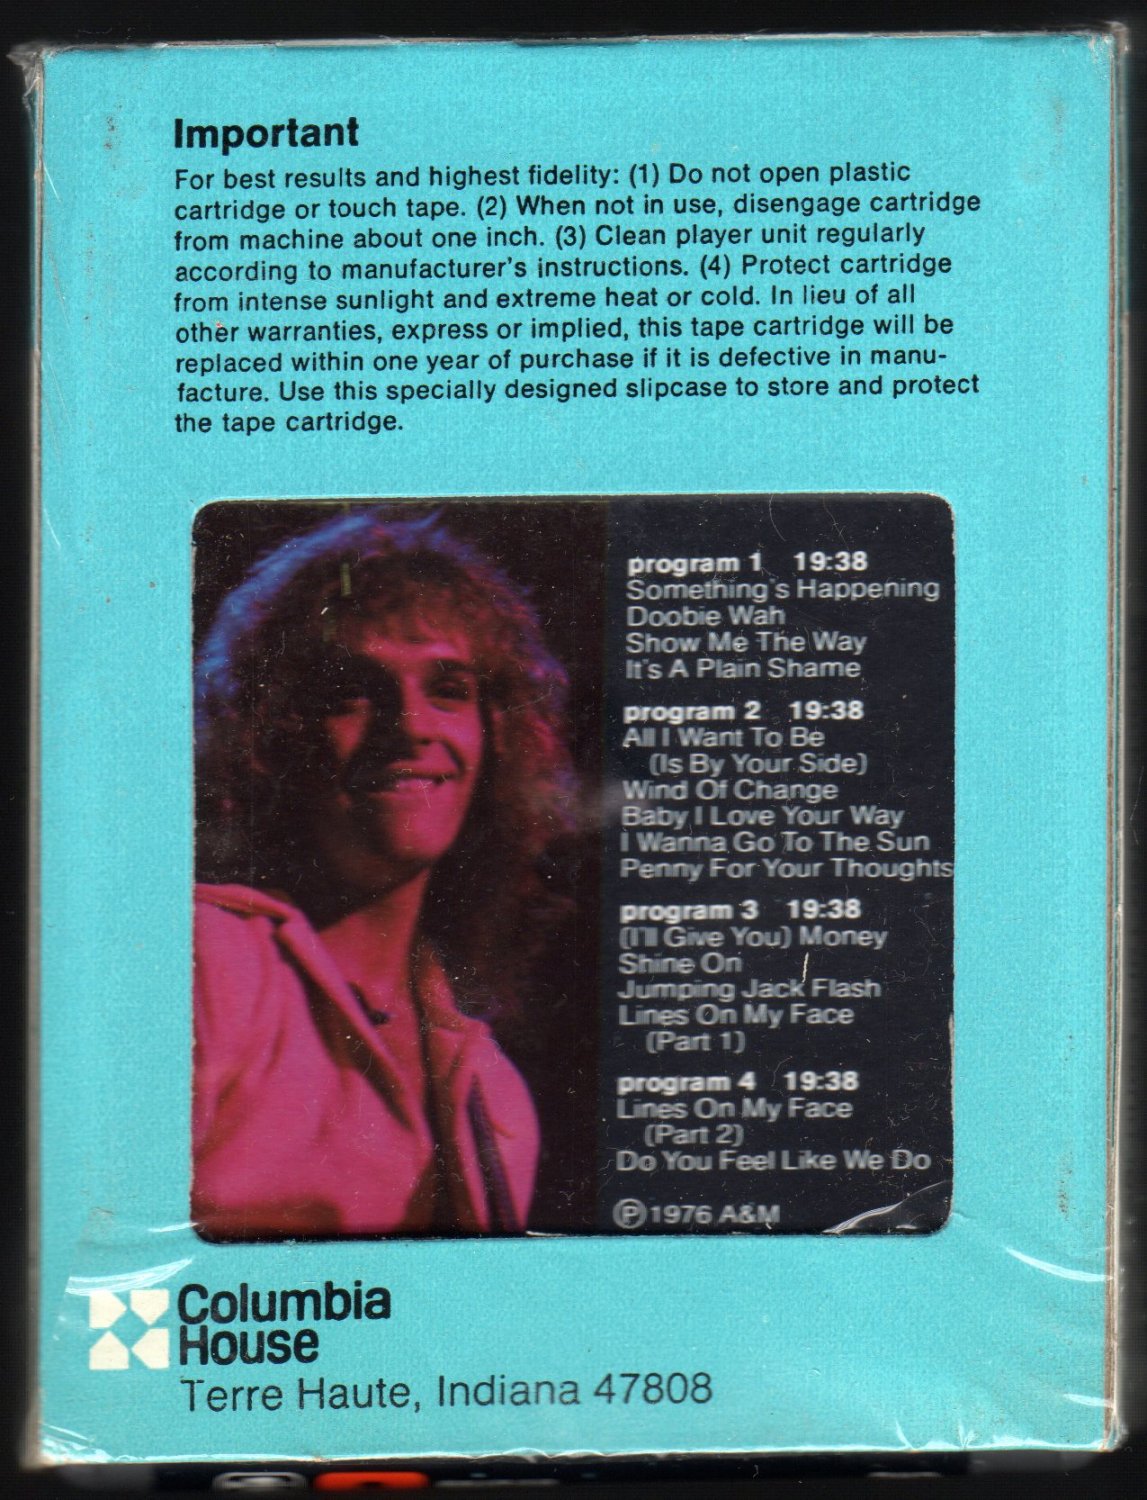 Important
For best results and highest fidelity: (1) Do not open plastic
cartridge or touch tape. (2) When not in use, disengage cartridge
from machine about one inch. (3) Clean player unit regularly
according to manufacturer's instructions. (4) Protect cartridge
from intense sunlight and extreme heat or cold. In lieu of all
other warranties, express or implied, this tape cartridge will be
replaced within one year of purchase if it is defective in manu-
facture. Use this specially designed slipcase to store and protect
the tape cartridge.
program 1 19:38
Something's Happening
Doobie Wah
Show Me The Way
It's A Plain Shame
program 2 19:38
All I Want To Be
(Is By Your Side)
Wind Of Change
Baby I Love Your Way
I Wanna Go To The Sun
Penny For Your Thoughts
program 3 19:38
(I'll Give You) Money
Shine On
Jumping Jack Flash
Lines On My Face
(Part 1)
program 4 19:38
Lines On My Face
(Part 2)
Do You Feel Like We Do
℗1976 A&M
Columbia
House
Terre Haute, Indiana 47808